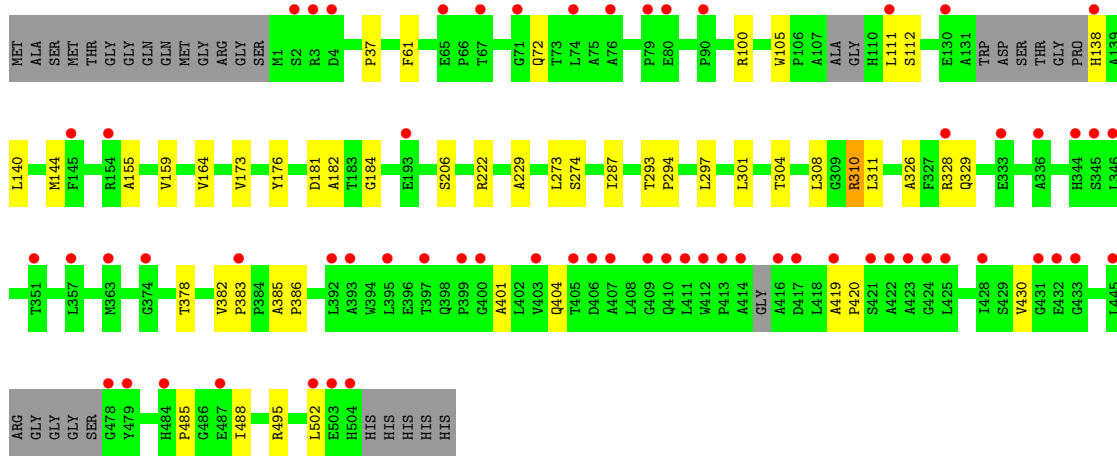 MET ALA SER MET THR GLY GLY GLN GLN MET GLY ARG GLY SER M1 S2 R3 D4 P37 F61 E65 P66 T67 G71 Q72 T73 L74 A75 A76 P79 E80 P90 R100 W105 P106 A107 ALA GLY H110 L111 S112 E130 A131 TRP ASP SER THR GLY PRO H138 A139
L140 M144 F145 R154 A155 V159 V164 V173 Y176 D181 A182 T183 G184 E193 S206 R222 A229 L273 S274 I287 T293 P294 L297 L301 T304 L308 G309 R310 L311 A326 F327 R328 Q329 E333 A336 H344 S345 L346
T351 L357 M363 G374 T378 V382 P383 P384 A385 P386 L392 A393 W394 L395 E396 T397 Q398 P399 G400 A401 L402 V403 Q404 T405 D406 A407 L408 G409 Q410 L411 W412 P413 A414 GLY A416 D417 L418 A419 P420 S421 A422 A423 G424 L425 I428 S429 V430 G431 E432 G433 L445
ARG GLY GLY GLY SER G478 Y479 H484 P485 G486 E487 I488 R495 L502 E503 H504 HIS HIS HIS HIS HIS